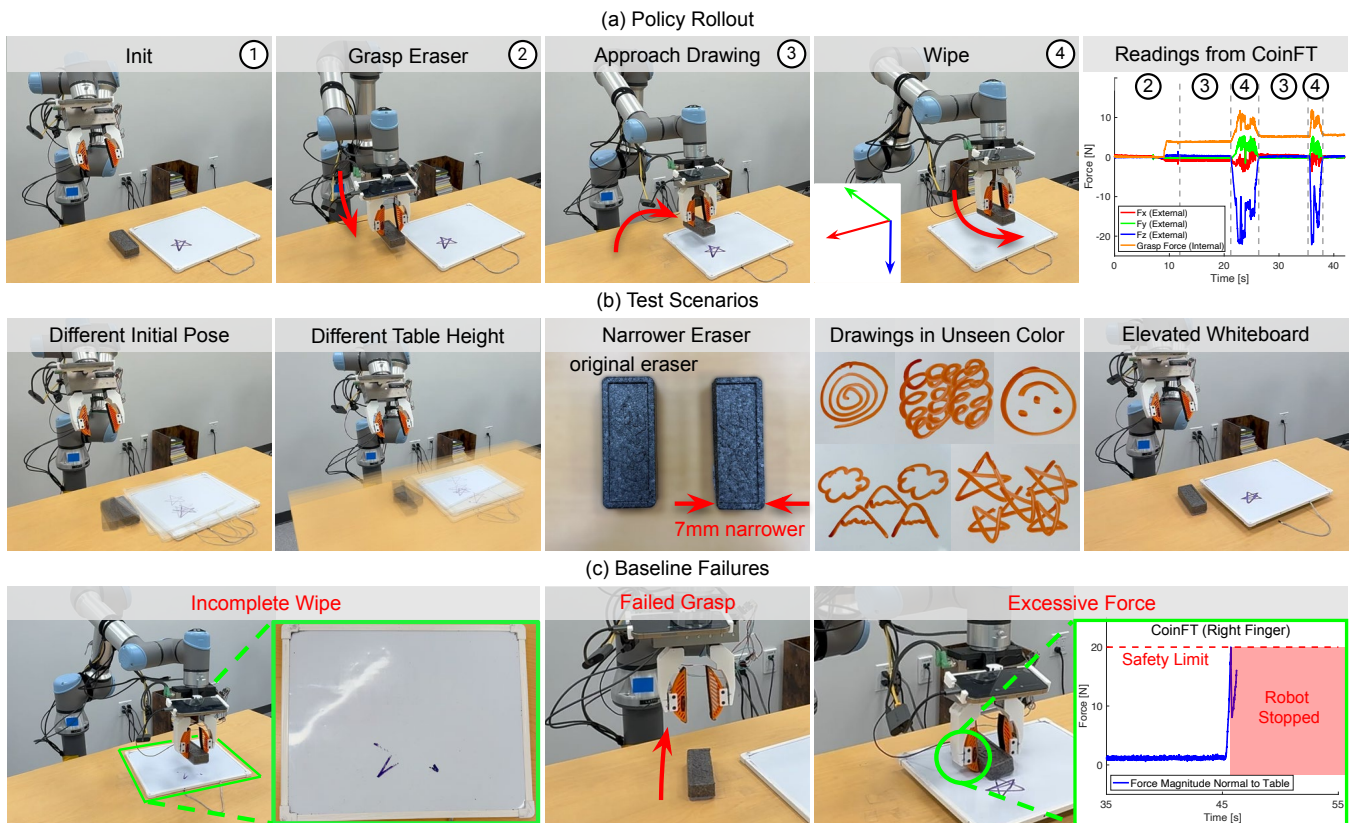 (a) Policy Rollout
Init
1
Grasp Eraser
2
Approach Drawing
3
Wipe
4
Readings from CoinFT
2
3
4
3
4
10
0
-10
-20
Force [N]
Fx (External)
Fy (External)
Fz (External)
Grasp Force (Internal)
0
10
20
30
40
Time [s]
(b) Test Scenarios
Different Initial Pose
Different Table Height
Narrower Eraser
original eraser
7mm narrower
Drawings in Unseen Color
Elevated Whiteboard
(c) Baseline Failures
Incomplete Wipe
Failed Grasp
Excessive Force
CoinFT (Right Finger)
20
10
0
Force [N]
Safety Limit
Robot
Stopped
Force Magnitude Normal to Table
35
45
55
Time [s]